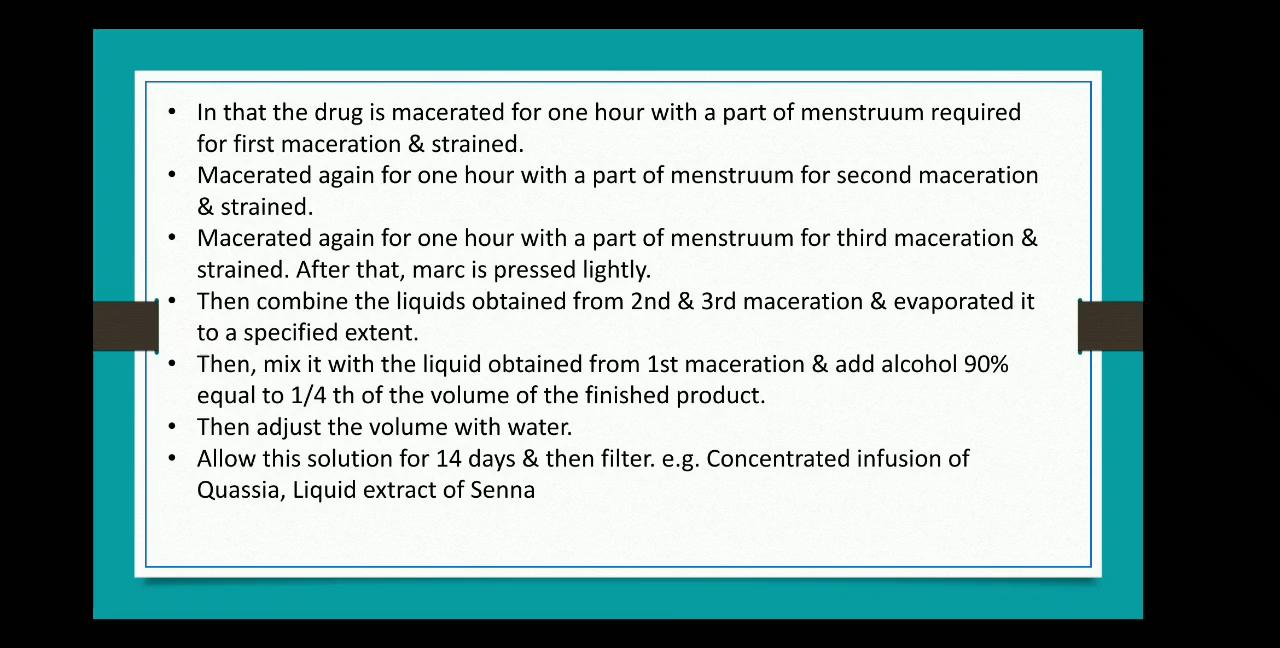 • In that the drug is macerated for one hour with a part of menstruum required
for first maceration & strained.
• Macerated again for one hour with a part of menstruum for second maceration
& strained.
• Macerated again for one hour with a part of menstruum for third maceration &
strained. After that, marc is pressed lightly.
• Then combine the liquids obtained from 2nd & 3rd maceration & evaporated it
to a specified extent.
• Then, mix it with the liquid obtained from 1st maceration & add alcohol 90%
equal to 1/4 th of the volume of the finished product.
• Then adjust the volume with water.
• Allow this solution for 14 days & then filter. e.g. Concentrated infusion of
Quassia, Liquid extract of Senna